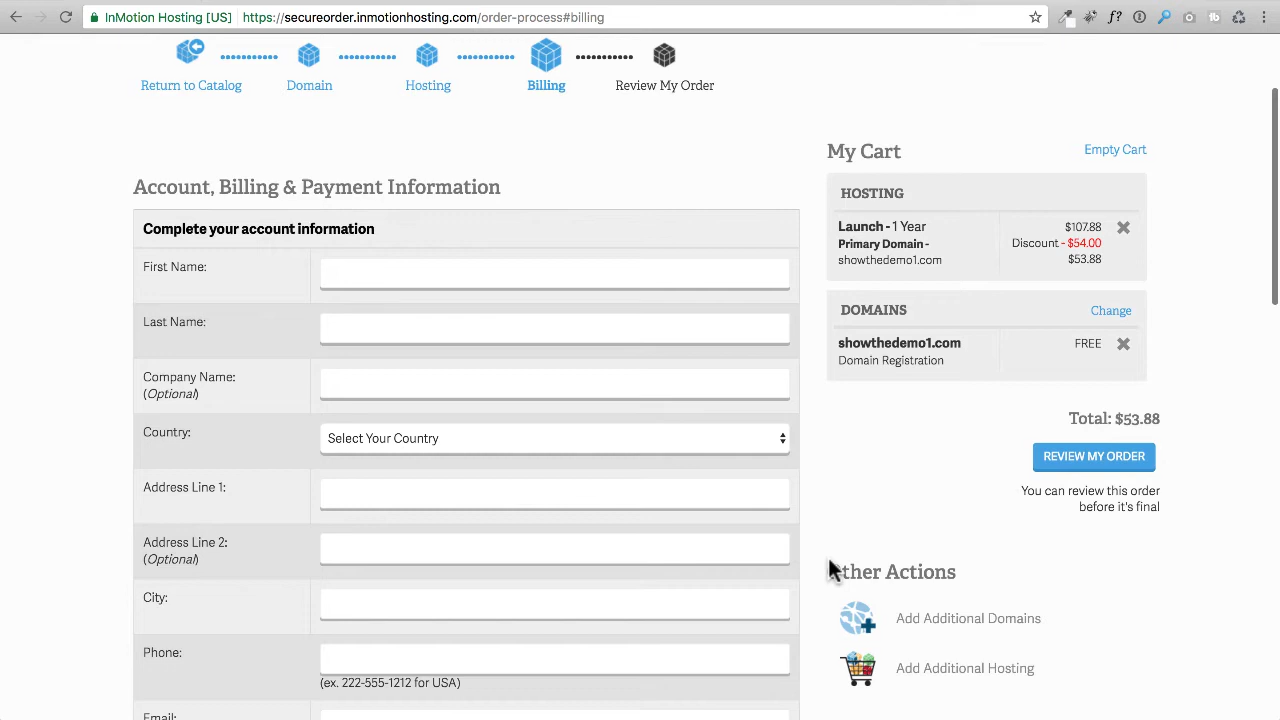 InMotion Hosting [US] https://secureorder.inmotionhosting.com/order-process#billing
Return to Catalog
Domain
Hosting
Billing
Review My Order
Account, Billing & Payment Information
Complete your account information
First Name:
Last Name:
Company Name:
(Optional)
Country:
Select Your Country
Address Line 1:
Address Line 2:
(Optional)
City:
Phone:
(ex. 222-555-1212 for USA)
Email:
My Cart
Empty Cart
HOSTING
Launch - 1 Year
$107.88
Primary Domain -
Discount - $54.00
showthedemo1.com
$53.88
DOMAINS
Change
showthedemo1.com
FREE
Domain Registration
Total: $53.88
REVIEW MY ORDER
You can review this order
before it's final
Other Actions
Add Additional Domains
Add Additional Hosting